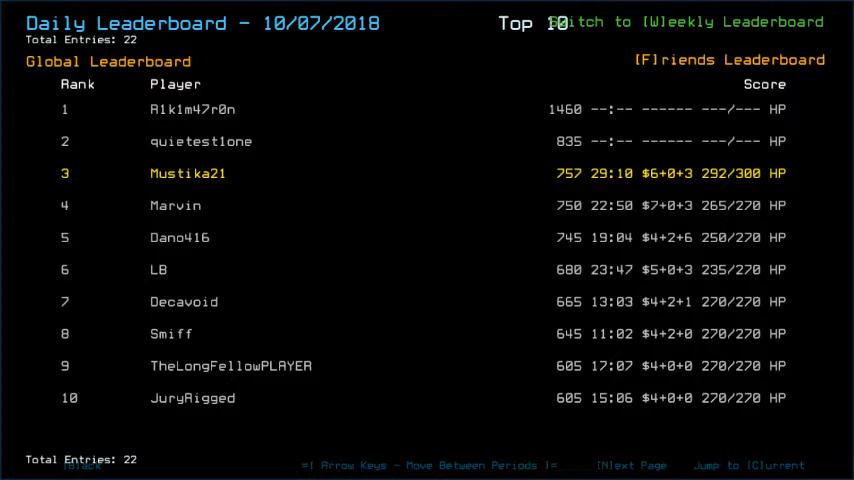 Daily Leaderboard - 10/07/2018 Top 10 Switch to [W]eekly Leaderboard
Total Entries: 22
Global Leaderboard [F]riends Leaderboard
Rank Player Score
1 R1k1m47r0n 1460 --:-- ------ ---/--- HP
2 quietest1one 835 --:-- ------ ---/--- HP
3 Mustika21 757 29:10 $6+0+3 292/300 HP
4 Marvin 750 22:50 $7+0+3 265/270 HP
5 Dano416 745 19:04 $4+2+6 250/270 HP
6 LB 680 23:47 $5+0+3 235/270 HP
7 Decavoid 665 13:03 $4+2+1 270/270 HP
8 Smiff 645 11:02 $4+2+0 270/270 HP
9 TheLongFellowPLAYER 605 17:07 $4+0+0 270/270 HP
10 JuryRigged 605 15:06 $4+0+0 270/270 HP
Total Entries: 22
[B]ack =[ Arrow Keys - Move Between Periods ]= [N]ext Page Jump to [C]urrent